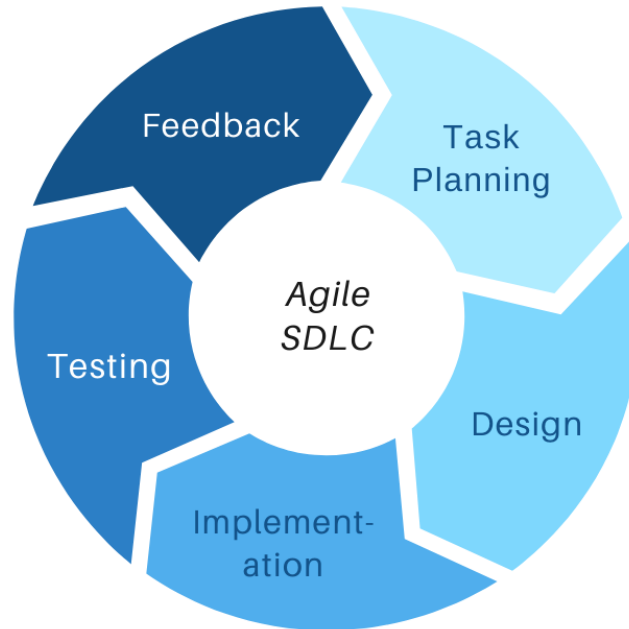 Feedback
Task
Planning
Agile
SDLC
Testing
Design
Implement-
ation